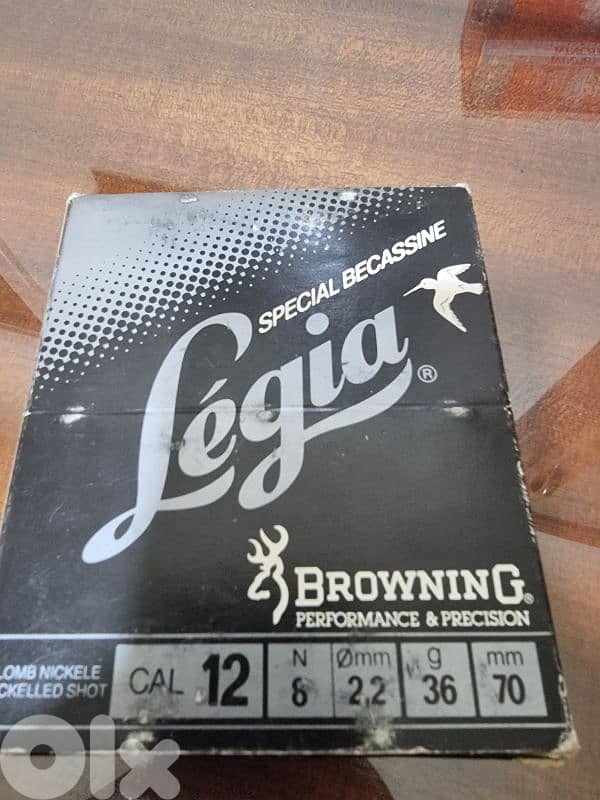 SPECIAL BECASSINE
Légia ®
BROWNING®
PERFORMANCE & PRECISION
LOMB NICKELE
CKELLED SHOT
CAL 12
N
8
Ømm
2,2
g
36
mm
70
olx